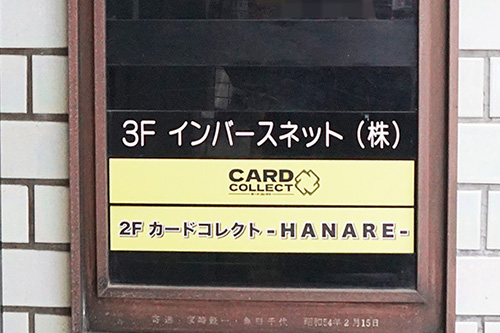 3F インバースネット（株）
CARD
COLLECT
2F カードコレクト -HANARE-
昭和54年2月15日